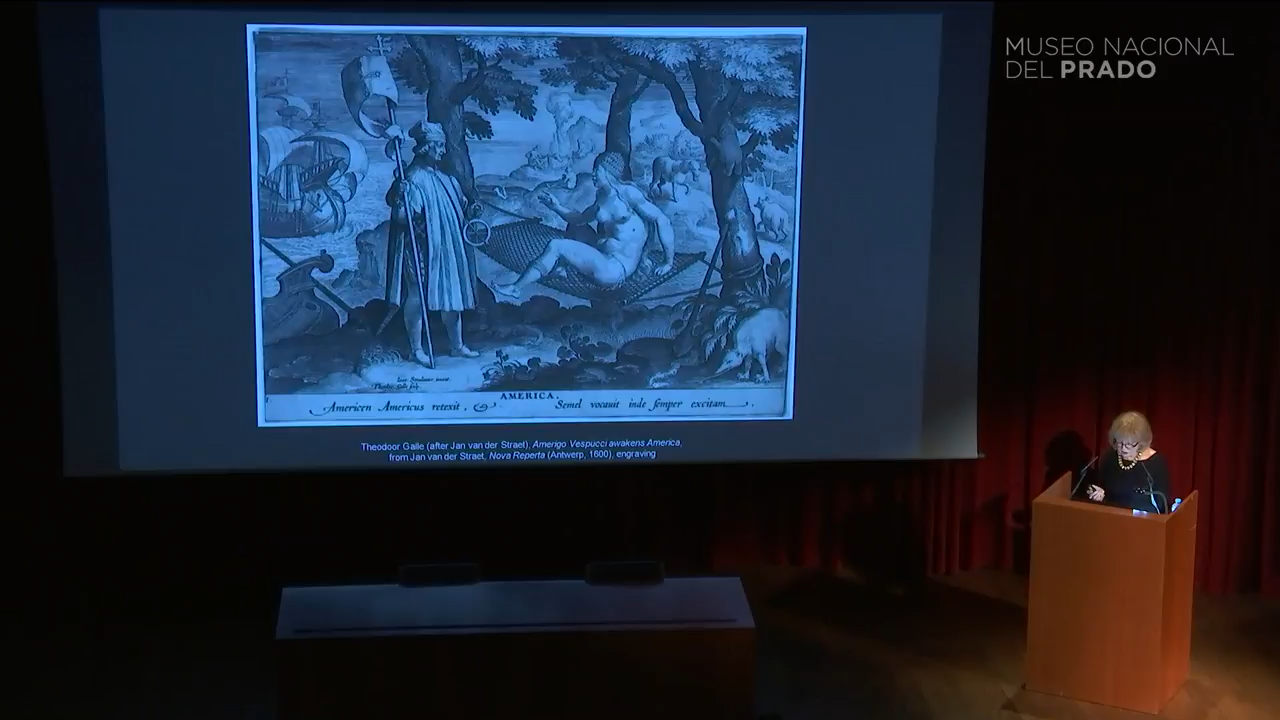 MUSEO NACIONAL
DEL PRADO
AMERICA.
Americen Americus retexit, & Semel vocauit inde semper excitam.
Theodoor Galle (after Jan van der Straet), Amerigo Vespucci awakens America,
from Jan van der Straet, Nova Reperta (Antwerp, 1600), engraving